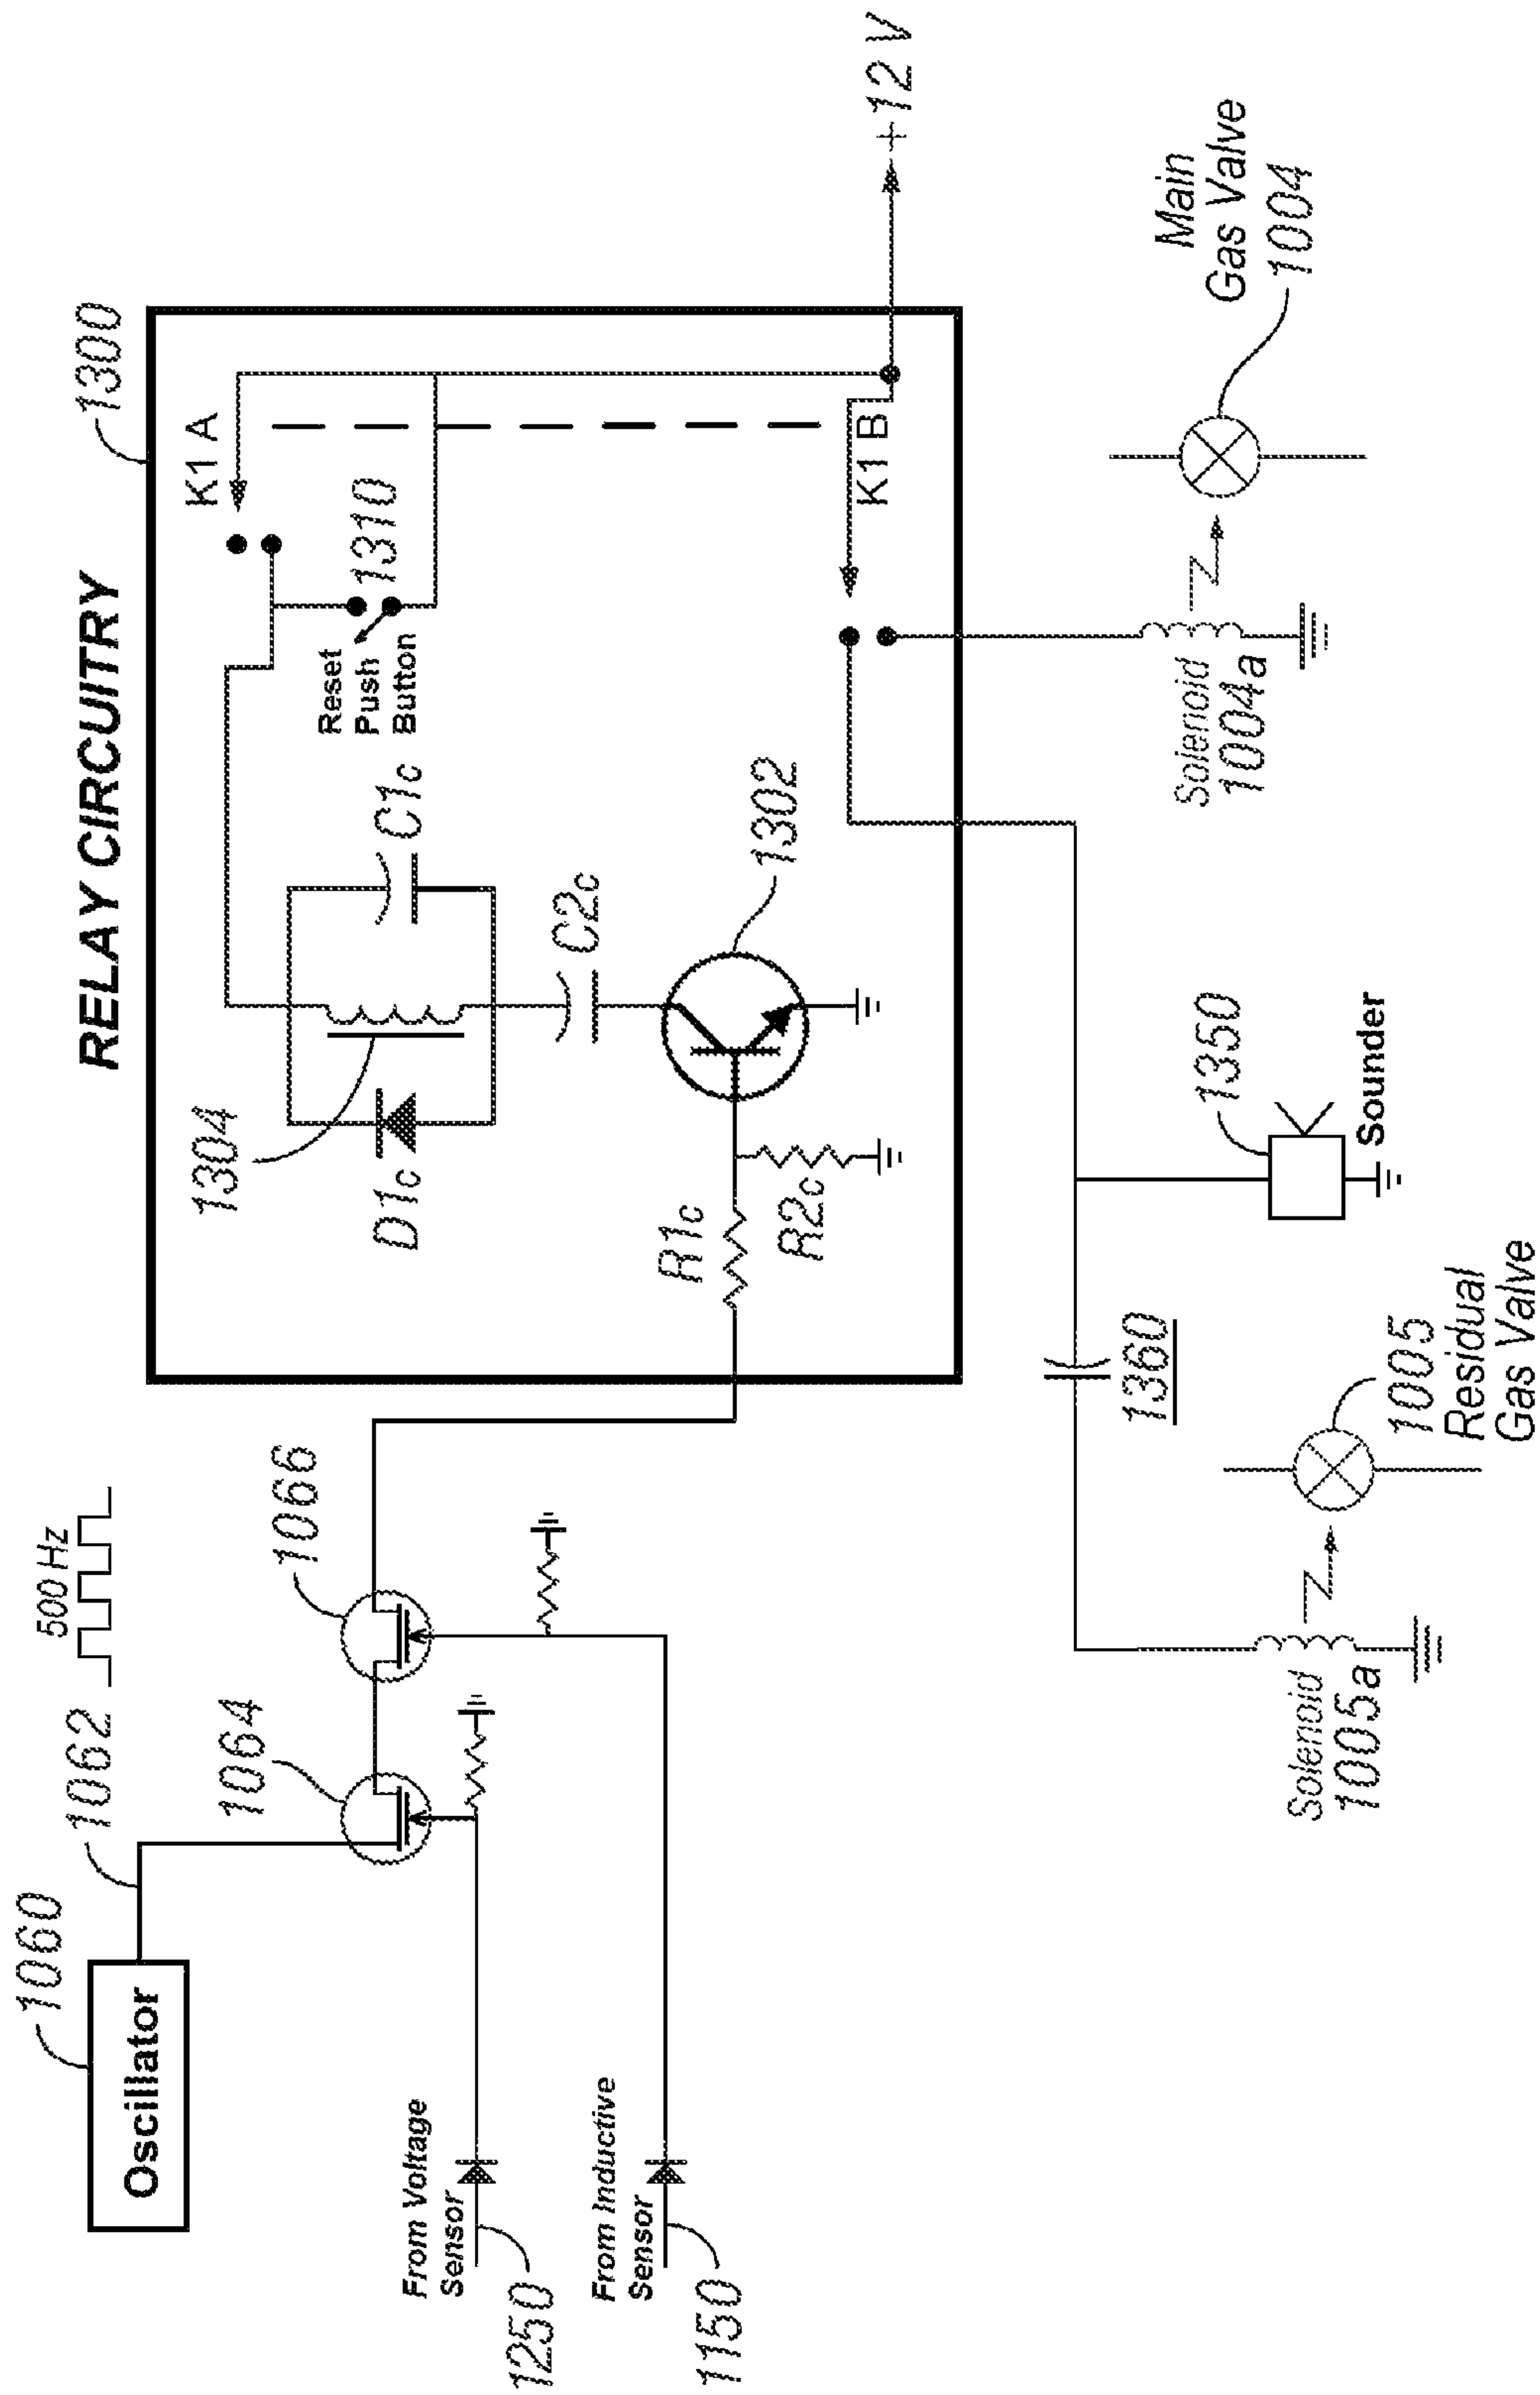 RELAY CIRCUITRY
1300
K1 A
1310
Reset
Push
Button
C1c
1304
D1c
C2c
1302
R1c
R2c
K1 B
+12 V
Main
Gas Valve
1004
Solenoid
1004a
500 Hz
1060
Oscillator
1062
1064
1066
From Voltage
Sensor
1250
From Inductive
Sensor
1150
1360
1350
Sounder
1005
Residual
Gas Valve
Solenoid
1005a